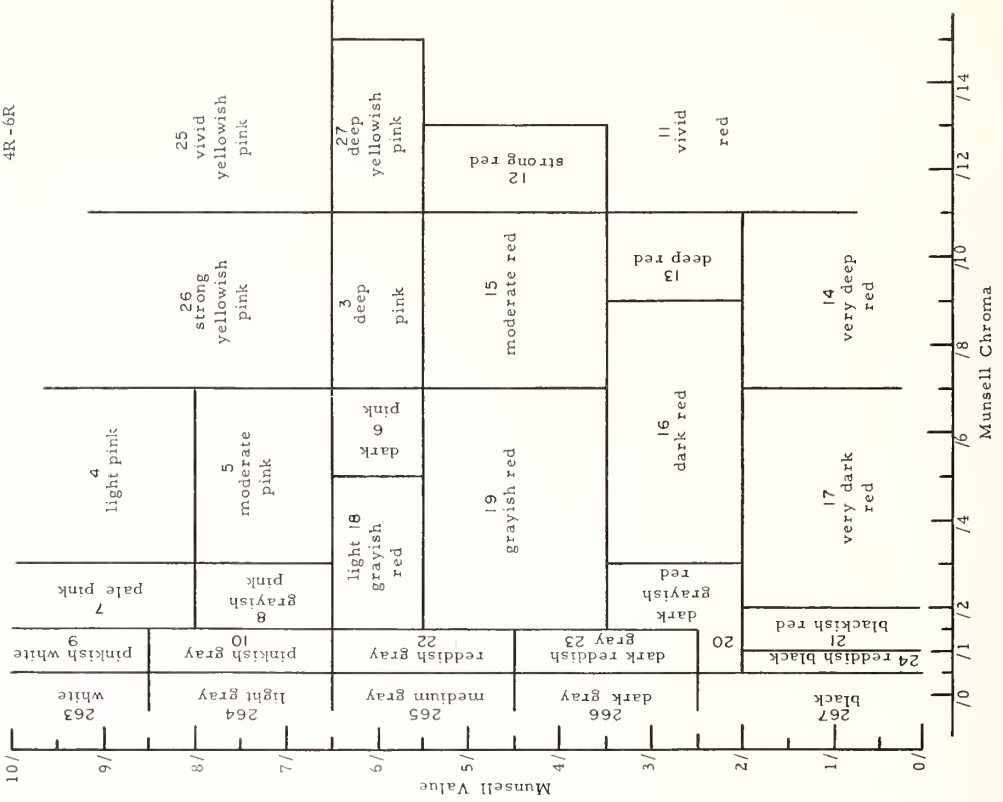 4R-6R
10/
9/
8/
7/
6/
5/
4/
3/
2/
1/
0/
Munsell Value
263
white
264
light gray
265
medium gray
266
dark gray
267
black
9
pinkish white
10
pinkish gray
22
reddish gray
dark reddish
gray 23
20
dark
grayish
red
24 reddish black
21
blackish red
7
pale pink
8
grayish
pink
light 18
grayish
red
4
light pink
5
moderate
pink
dark
6
pink
19
grayish red
16
dark red
17
very dark
red
26
strong
yellowish
pink
3
deep
pink
15
moderate red
13
deep red
14
very deep
red
25
vivid
yellowish
pink
27
deep
yellowish
pink
12
strong red
11
vivid
red
/0
/1
/2
/4
/6
/8
/10
/12
/14
Munsell Chroma